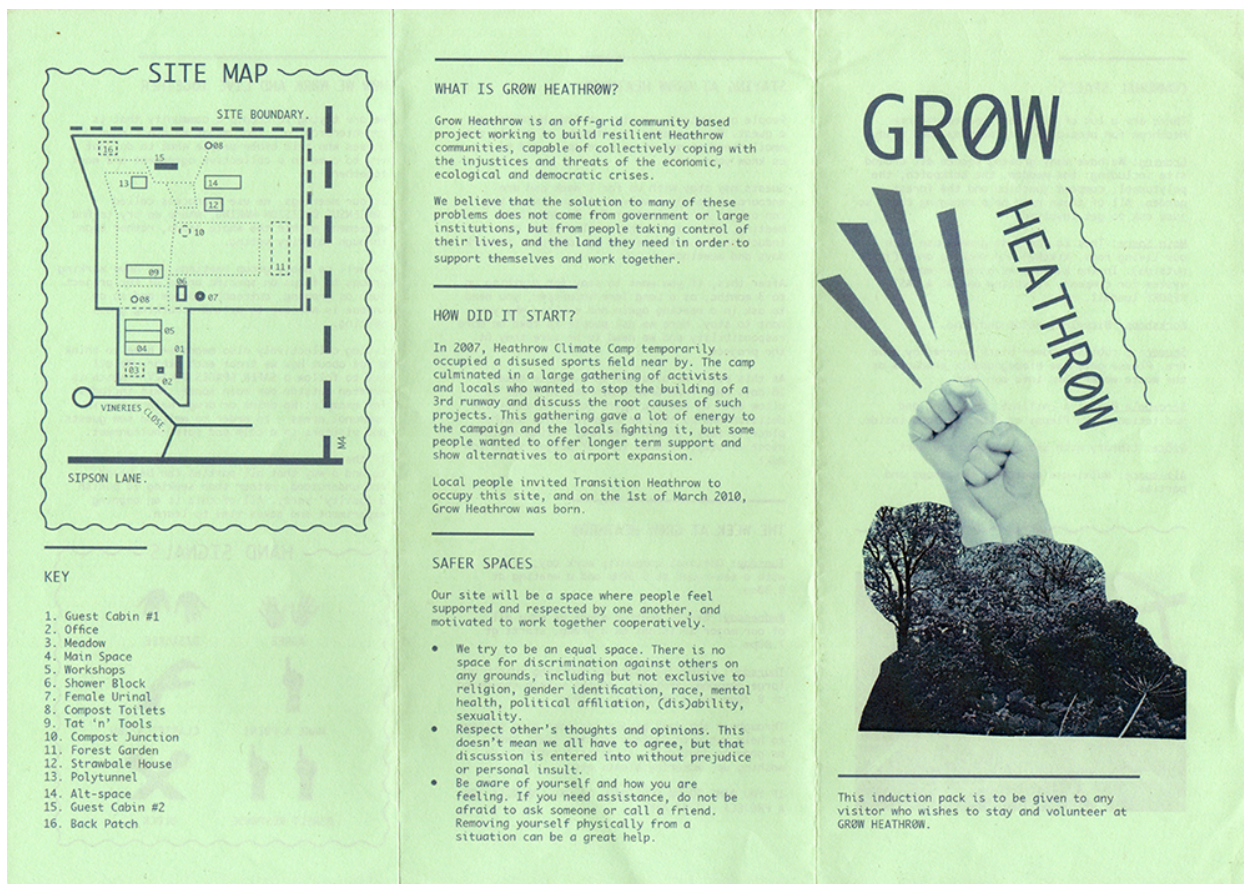 SITE MAP
SITE BOUNDARY.
16
15
08
13
14
12
10
11
09
06
08
07
05
04
01
03
02
VINERIES CLOSE.
M4
SIPSON LANE.
KEY
1. Guest Cabin #1
2. Office
3. Meadow
4. Main Space
5. Workshops
6. Shower Block
7. Female Urinal
8. Compost Toilets
9. Tat 'n' Tools
10. Compost Junction
11. Forest Garden
12. Strawbale House
13. Polytunnel
14. Alt-space
15. Guest Cabin #2
16. Back Patch
WHAT IS GRØW HEATHRØW?
Grow Heathrow is an off-grid community based
project working to build resilient Heathrow
communities, capable of collectively coping with
the injustices and threats of the economic,
ecological and democratic crises.
We believe that the solution to many of these
problems does not come from government or large
institutions, but from people taking control of
their lives, and the land they need in order to
support themselves and work together.
HØW DID IT START?
In 2007, Heathrow Climate Camp temporarily
occupied a disused sports field near by. The camp
culminated in a large gathering of activists
and locals who wanted to stop the building of a
3rd runway and discuss the root causes of such
projects. This gathering gave a lot of energy to
the campaign and the locals fighting it, but some
people wanted to offer longer term support and
show alternatives to airport expansion.
Local people invited Transition Heathrow to
occupy this site, and on the 1st of March 2010,
Grow Heathrow was born.
SAFER SPACES
Our site will be a space where people feel
supported and respected by one another, and
motivated to work together cooperatively.
• We try to be an equal space. There is no
space for discrimination against others on
any grounds, including but not exclusive to
religion, gender identification, race, mental
health, political affiliation, (dis)ability,
sexuality.
• Respect other's thoughts and opinions. This
doesn't mean we all have to agree, but that
discussion is entered into without prejudice
or personal insult.
• Be aware of yourself and how you are
feeling. If you need assistance, do not be
afraid to ask someone or call a friend.
Removing yourself physically from a
situation can be a great help.
GRØW
HEATHRØW
This induction pack is to be given to any
visitor who wishes to stay and volunteer at
GRØW HEATHRØW.